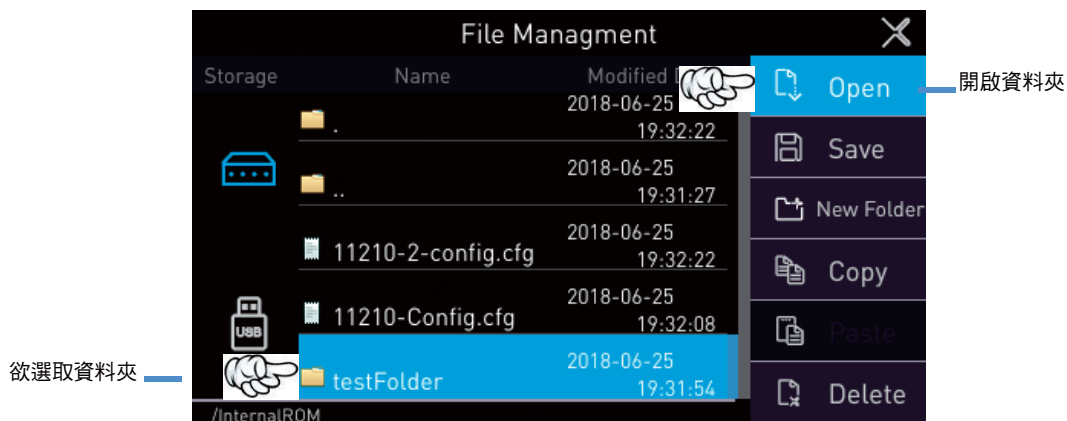 File Managment
Storage Name Modified
2018-06-25
. 19:32:22
2018-06-25
.. 19:31:27
2018-06-25
11210-2-config.cfg 19:32:22
2018-06-25
11210-Config.cfg 19:32:08
USB
2018-06-25
testFolder 19:31:54
/InternalROM
Open
Save
New Folder
Copy
Paste
Delete
開啟資料夾
欲選取資料夾